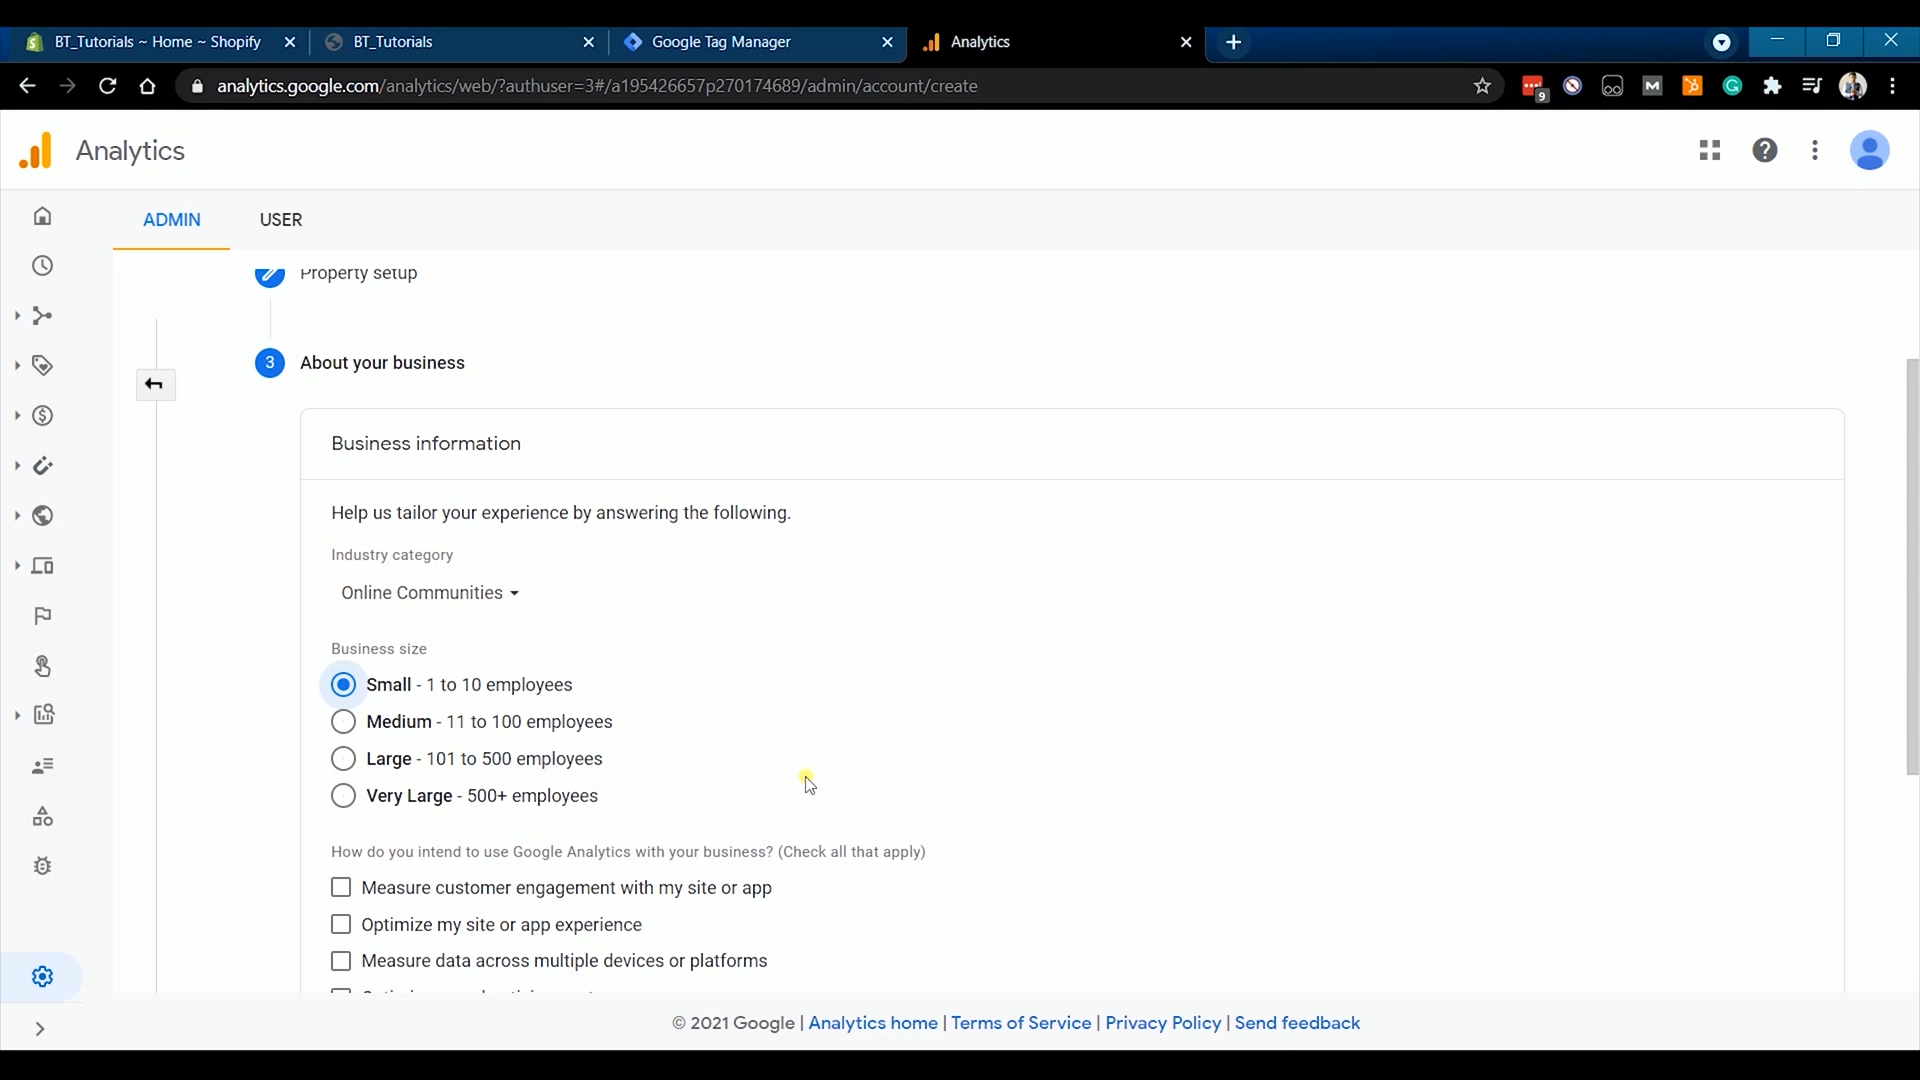 BT_Tutorials ~ Home ~ Shopify
BT_Tutorials
Google Tag Manager
Analytics
analytics.google.com/analytics/web/?authuser=3#/a195426657p270174689/admin/account/create
9
Analytics
ADMIN
USER
Property setup
3
About your business
Business information
Help us tailor your experience by answering the following.
Industry category
Online Communities
Business size
Small - 1 to 10 employees
Medium - 11 to 100 employees
Large - 101 to 500 employees
Very Large - 500+ employees
How do you intend to use Google Analytics with your business? (Check all that apply)
Measure customer engagement with my site or app
Optimize my site or app experience
Measure data across multiple devices or platforms
© 2021 Google | Analytics home | Terms of Service | Privacy Policy | Send feedback